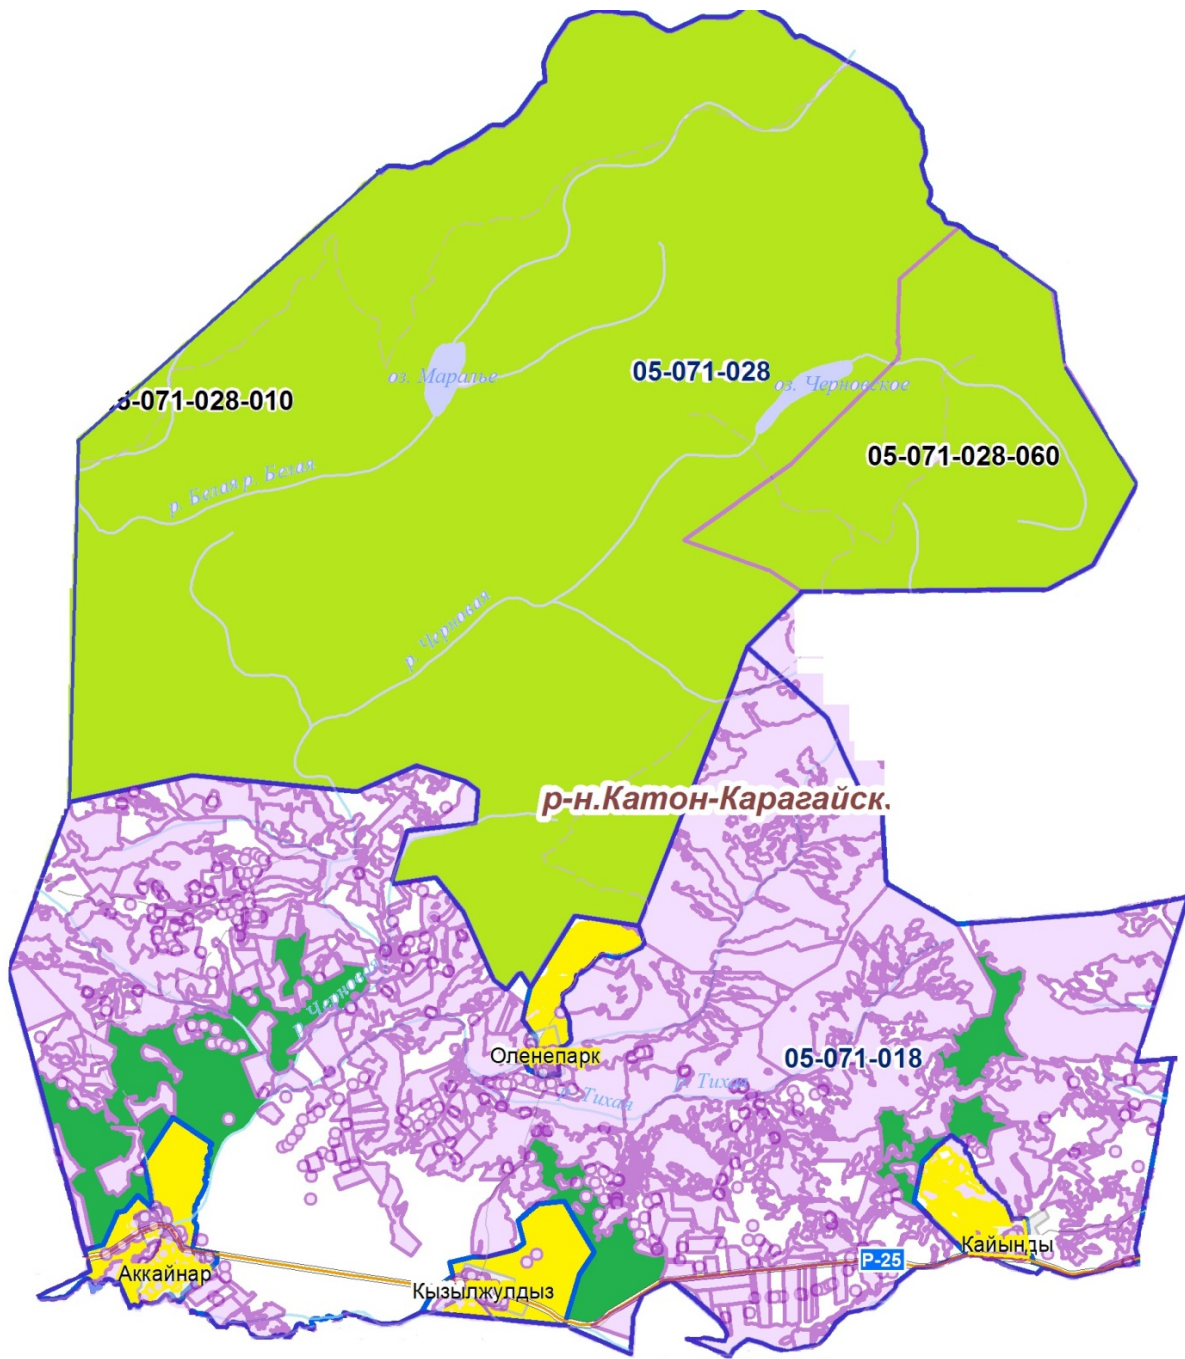 оз. Маралье
05-071-028
оз. Черновское
-071-028-010
05-071-028-060
р. Белая р. Белая
р. Черновая
р-н.Катон-Карагайск.
р. Черновая
Оленепарк
05-071-018
р. Тихая
р. Тихая
Кайынды
Р-25
Аккайнар
Кызылжулдыз